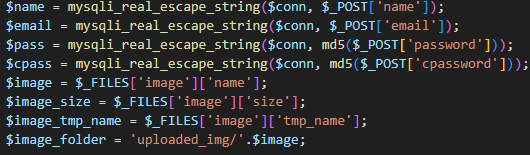 $name = mysqli_real_escape_string($conn, $_POST['name']);
$email = mysqli_real_escape_string($conn, $_POST['email']);
$pass = mysqli_real_escape_string($conn, md5($_POST['password']));
$cpass = mysqli_real_escape_string($conn, md5($_POST['cpassword']));
$image = $_FILES['image']['name'];
$image_size = $_FILES['image']['size'];
$image_tmp_name = $_FILES['image']['tmp_name'];
$image_folder = 'uploaded_img/'.$image;